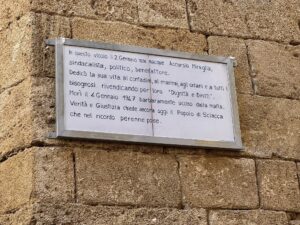 In questo vicolo il 2 Gennaio nacque Accursio Miraglia,
sindacalista, politico, benefattore.
Dedicò la sua vita ai contadini, ai marinai, agli operai e a tutti i
bisognosi rivendicando per loro "Dignità e Diritti".
Morì il 4 Gennaio 1947 barbaramente ucciso dalla mafia.
Verità e Giustizia chiede ancora oggi il Popolo di Sciacca
che nel ricordo perenne pose.